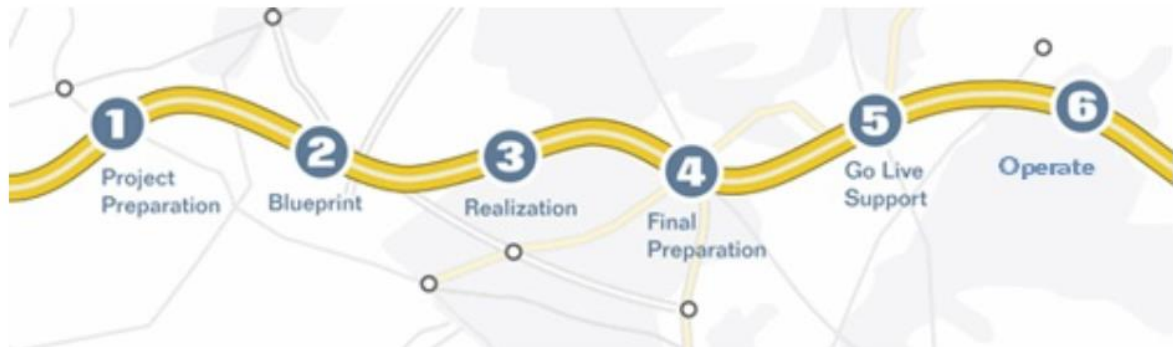 1
Project
Preparation
2
Blueprint
3
Realization
4
Final
Preparation
5
Go Live
Support
6
Operate